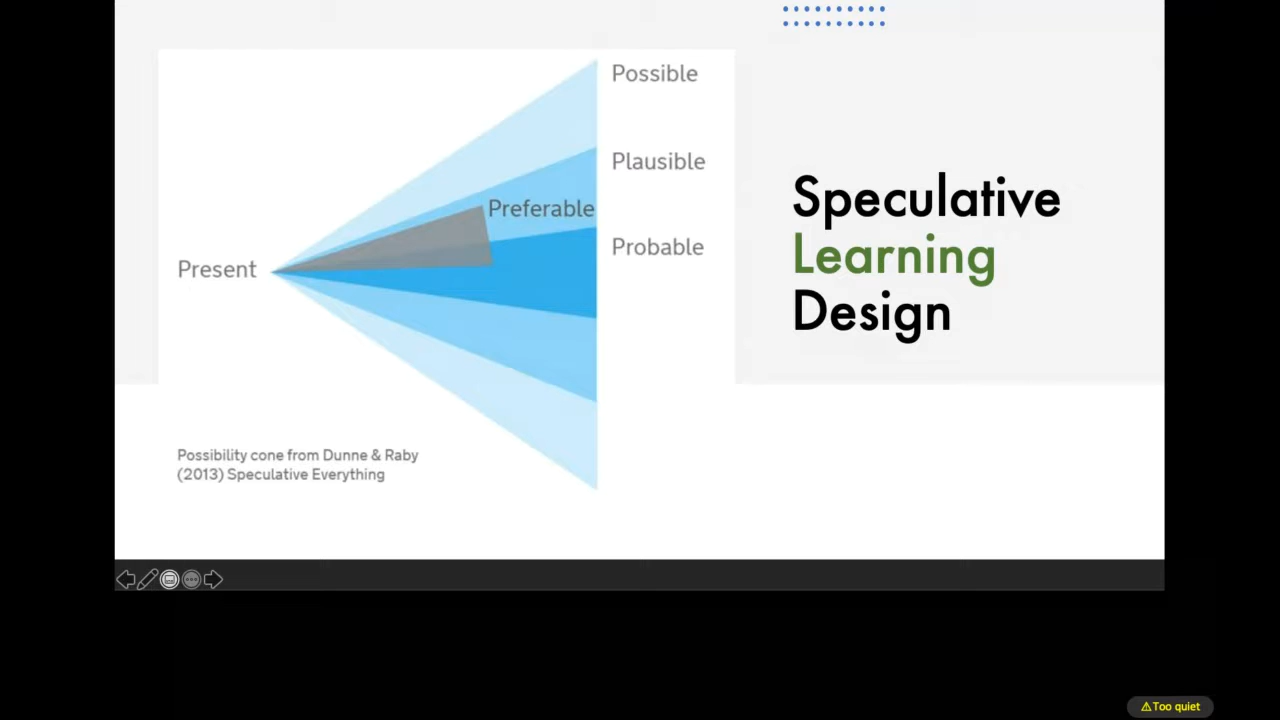 Possible
Plausible
Preferable
Probable
Present
Possibility cone from Dunne & Raby
(2013) Speculative Everything
Speculative
Learning
Design
⚠Too quiet